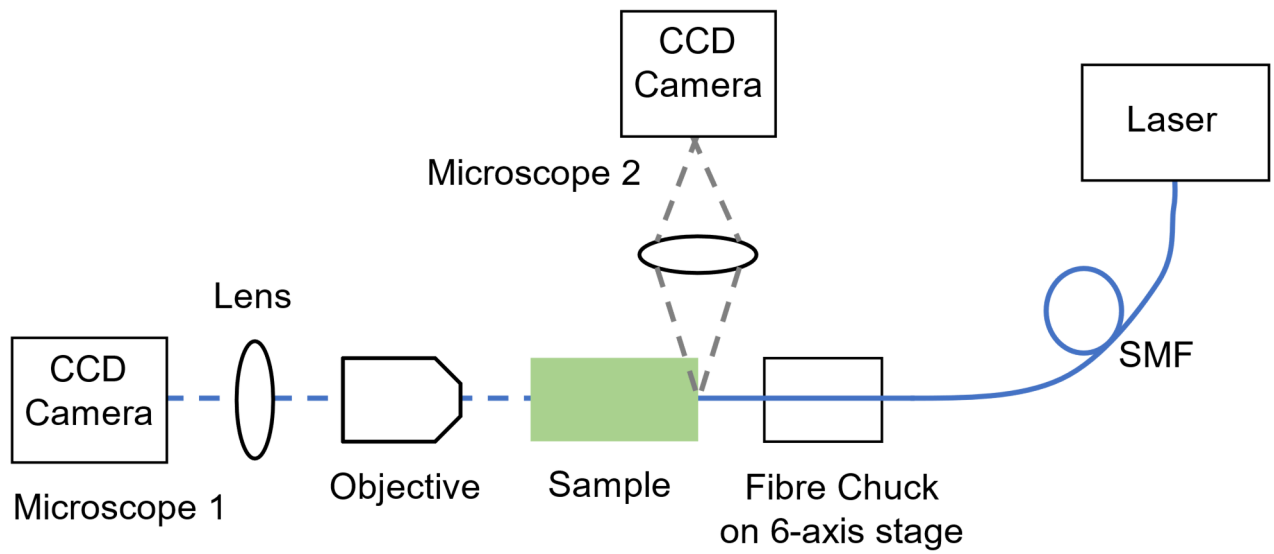 CCD
Camera
Microscope 2
Laser
Lens
SMF
CCD
Camera
Microscope 1
Objective
Sample
Fibre Chuck
on 6-axis stage